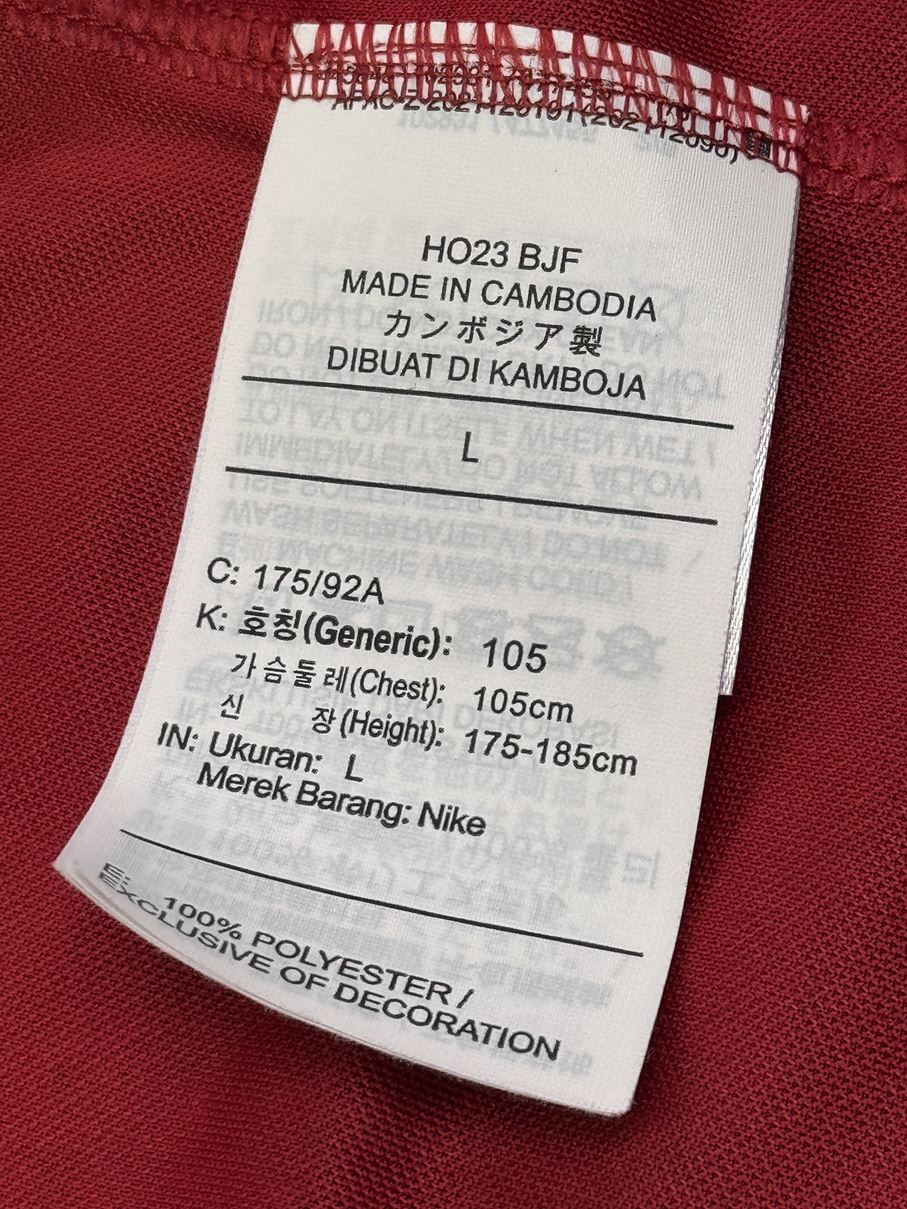 HO23 BJF
MADE IN CAMBODIA
カンボジア製
DIBUAT DI KAMBOJA
L
C: 175/92A
K: 호칭(Generic): 105
가슴둘레(Chest): 105cm
신 장(Height): 175-185cm
IN: Ukuran: L
Merek Barang: Nike
E:
100% POLYESTER /
EXCLUSIVE OF DECORATION